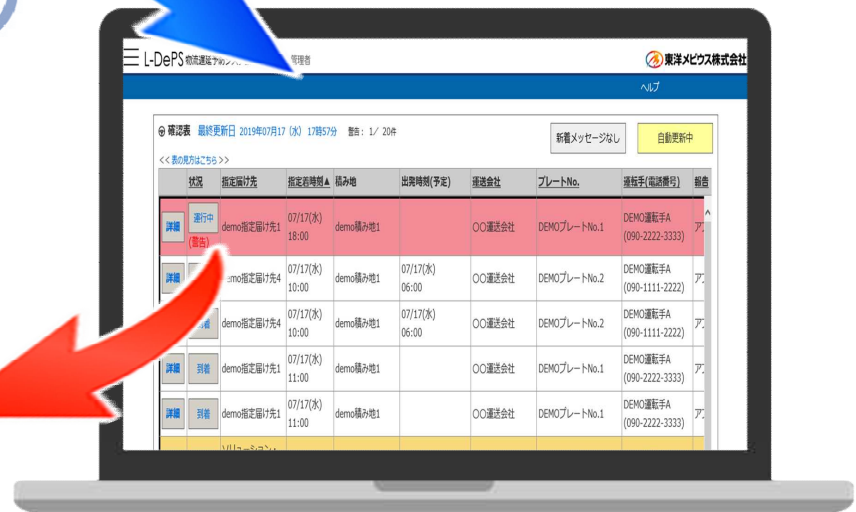 L-DePS 物流遅延予 管理者
東洋メビウス株式会社
ヘルプ
確認表 最終更新日 2019年07月17 (水) 17時57分 警告: 1/ 20件
新着メッセージなし 自動更新中
<<表の見方はこちら>>
状況 指定届け先 指定着時刻▲ 積み地 出発時刻(予定) 運送会社 プレートNo. 運転手(電話番号) 報告
詳細 運行中 (警告) demo指定届け先1 07/17(水) 18:00 demo積み地1 〇〇運送会社 DEMOプレートNo.1 DEMO運転手A (090-2222-3333) ア
詳細 demo指定届け先4 07/17(水) 10:00 demo積み地1 07/17(水) 06:00 〇〇運送会社 DEMOプレートNo.2 DEMO運転手A (090-1111-2222) ア
詳細 到着 demo指定届け先4 07/17(水) 10:00 demo積み地1 07/17(水) 06:00 〇〇運送会社 DEMOプレートNo.2 DEMO運転手A (090-1111-2222) ア
詳細 到着 demo指定届け先1 07/17(水) 11:00 demo積み地1 〇〇運送会社 DEMOプレートNo.1 DEMO運転手A (090-2222-3333) ア
詳細 到着 demo指定届け先1 07/17(水) 11:00 demo積み地1 〇〇運送会社 DEMOプレートNo.1 DEMO運転手A (090-2222-3333) ア